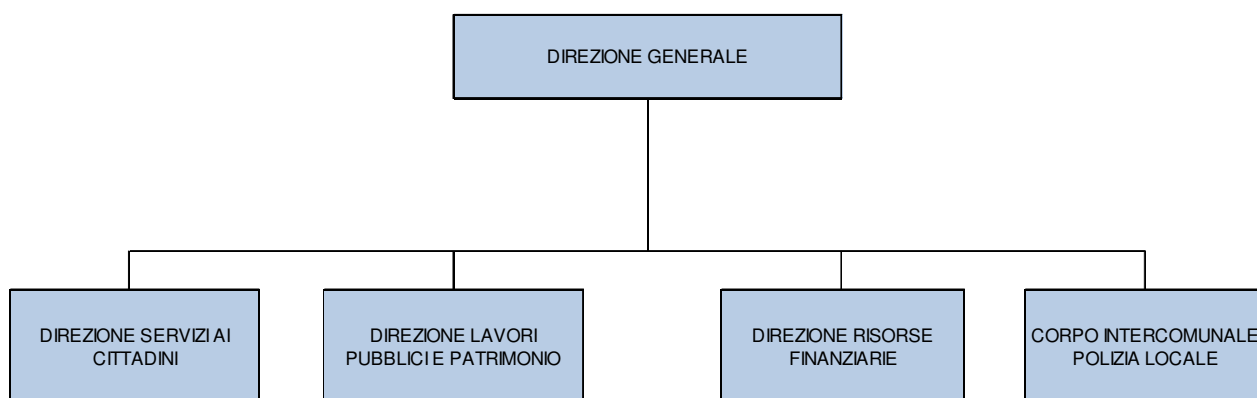 DIREZIONE GENERALE
DIREZIONE SERVIZI AI
CITTADINI
DIREZIONE LAVORI
PUBBLICI E PATRIMONIO
DIREZIONE RISORSE
FINANZIARIE
CORPO INTERCOMUNALE
POLIZIA LOCALE